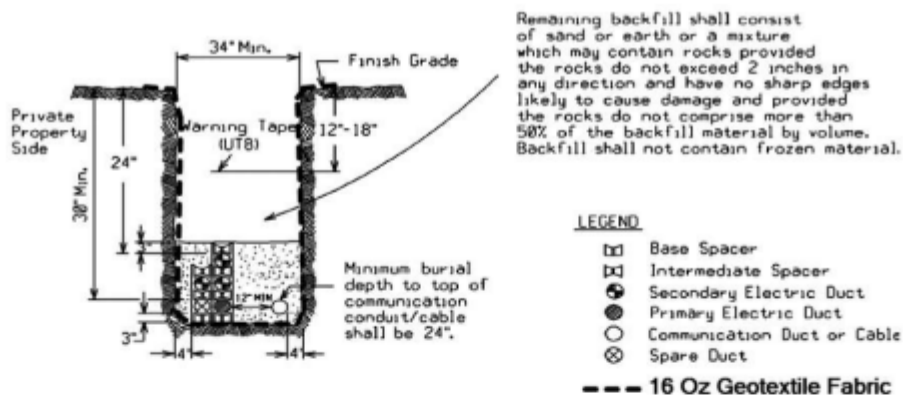 Remaining backfill shall consist
of sand or earth or a mixture
which may contain rocks provided
the rocks do not exceed 2 inches in
any direction and have no sharp edges
likely to cause damage and provided
the rocks do not comprise more than
50% of the backfill material by volume.
Backfill shall not contain frozen material.
34" Min.
Finish Grade
Private
Property
Side
Warning Tape
(UT8)
12"-18"
24"
30" Min.
3"
12" MIN
Minimum burial
depth to top of
communication
conduit/cable
shall be 24".
3"
4"
4"
LEGEND
Base Spacer
Intermediate Spacer
Secondary Electric Duct
Primary Electric Duct
Communication Duct or Cable
Spare Duct
16 Oz Geotextile Fabric